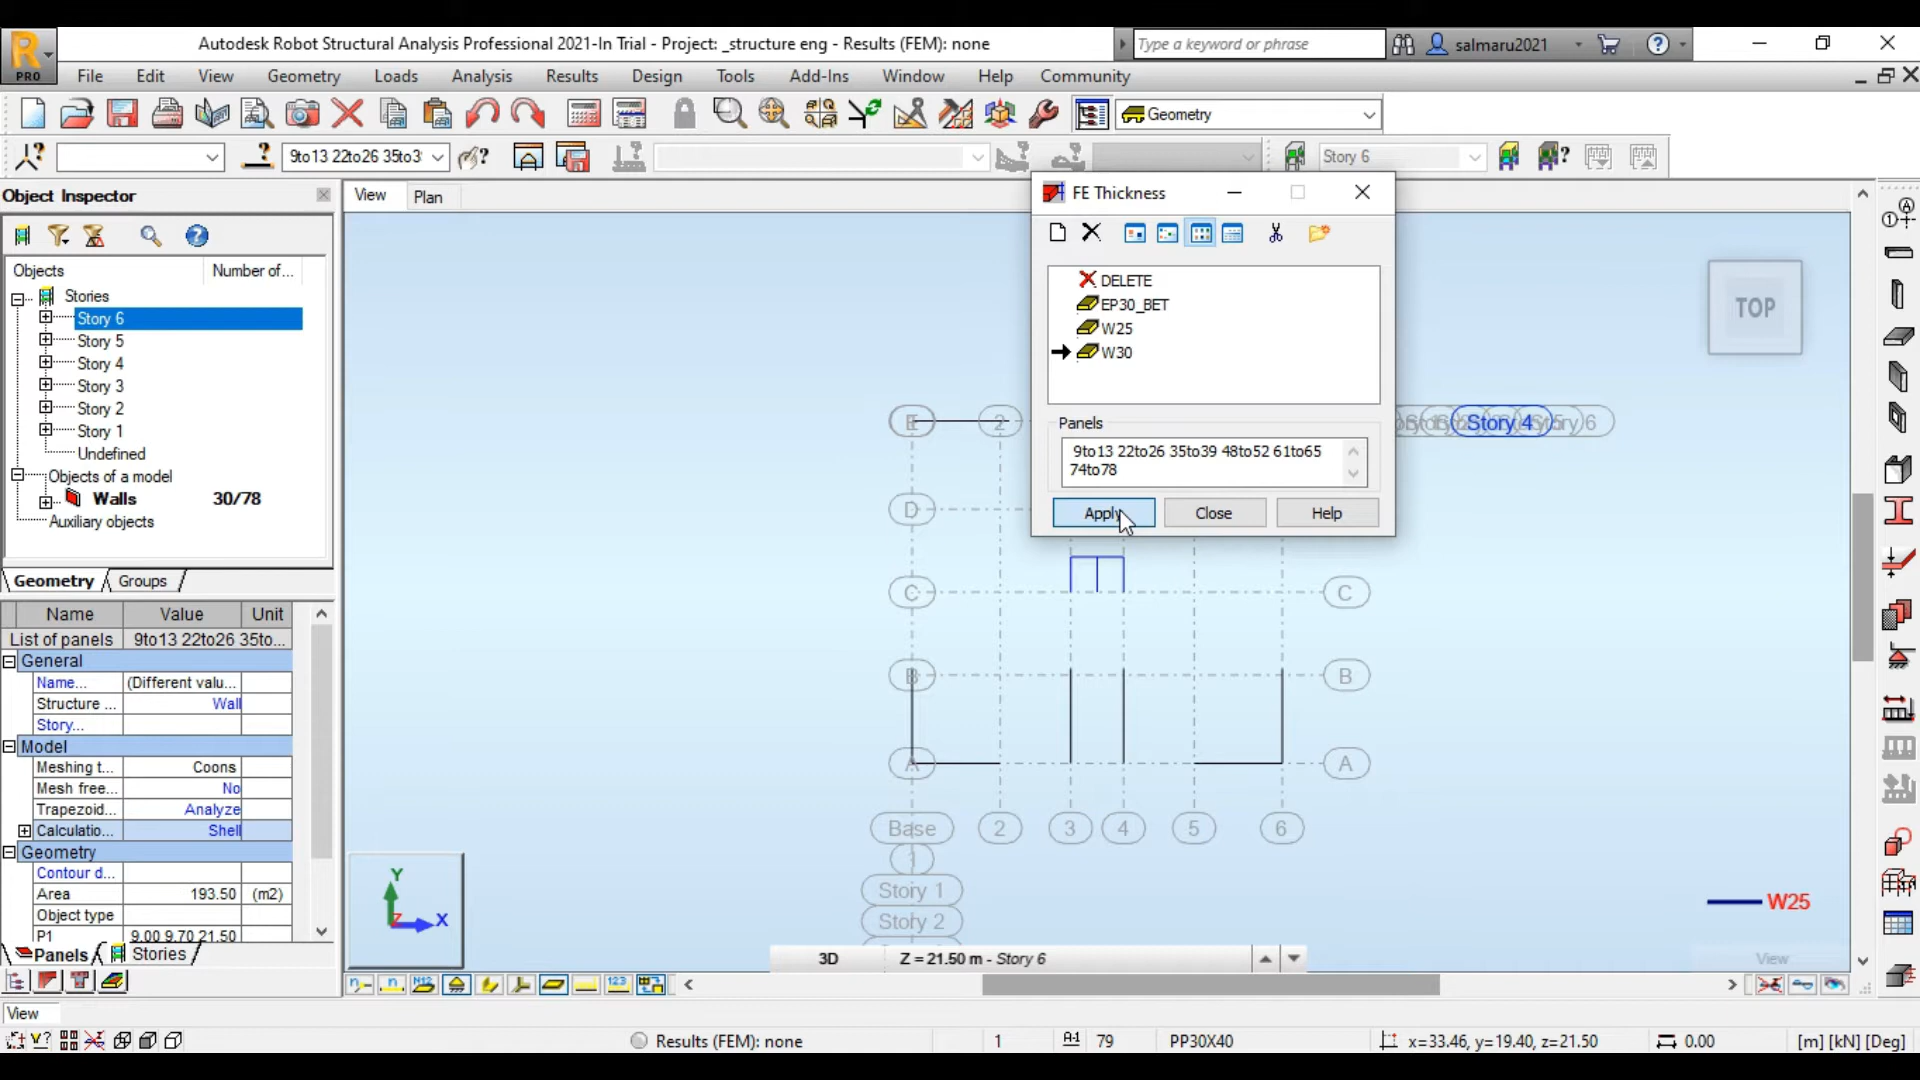 Autodesk Robot Structural Analysis Professional 2021-In Trial - Project: _structure eng - Results (FEM): none
Type a keyword or phrase
salmaru2021
PRO
File Edit View Geometry Loads Analysis Results Design Tools Add-Ins Window Help Community
Geometry
9to13 22to26 35to3
Story 6
Object Inspector
View
Plan
FE Thickness
Objects
Number of...
Stories
Story 6
Story 5
Story 4
Story 3
Story 2
Story 1
Undefined
Objects of a model
Walls 30/78
Auxiliary objects
Geometry
Groups
DELETE
EP30_BET
W25
W30
Panels
9to13 22to26 35to39 48to52 61to65
74to78
Apply
Close
Help
TOP
E
2
Story 4
D
C
C
B
B
A
A
Base
2
3
4
5
6
1
Story 1
Story 2
Name Value Unit
List of panels 9to13 22to26 35to...
General
Name... (Different valu...
Structure ... Wall
Story...
Model
Meshing t... Coons
Mesh free... No
Trapezoid... Analyze
Calculatio... Shell
Geometry
Contour d...
Area 193.50 (m2)
Object type
P1 9.00 9.70 21.50
Panels
Stories
Y
Z
X
W25
3D
Z = 21.50 m - Story 6
View
View
Results (FEM): none
1
79
PP30X40
x=33.46, y=19.40, z=21.50
0.00
[m] [kN] [Deg]